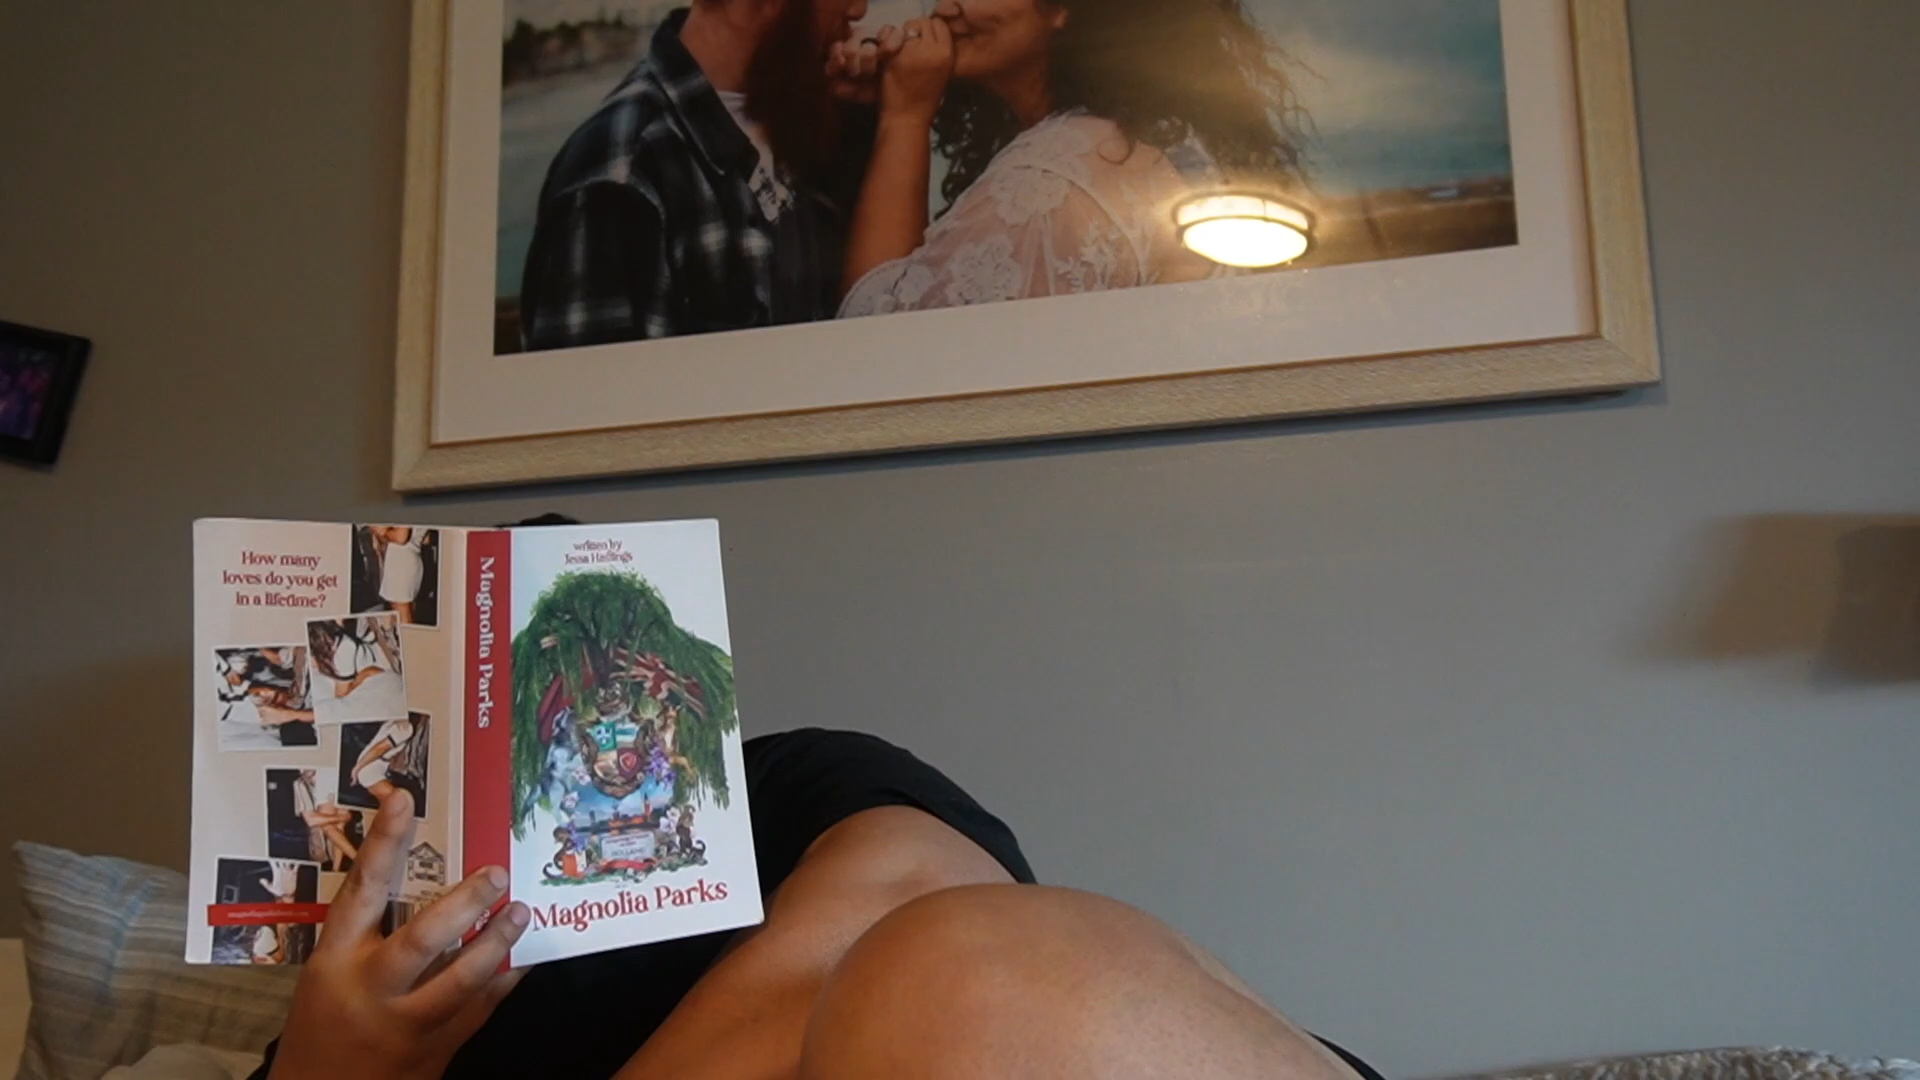 How many
loves do you get
in a lifetime?
Magnolia Parks
written by
Jessa Hastings
Magnolia Parks